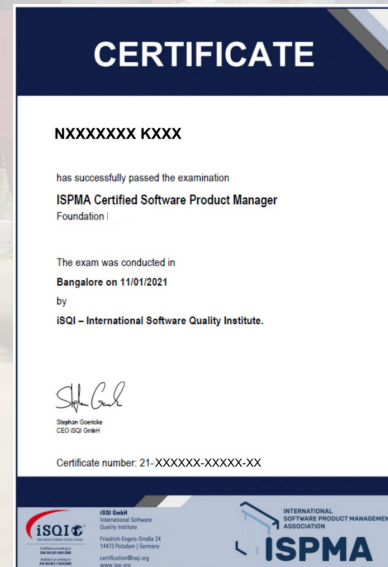 CERTIFICATE
NXXXXXXX KXXX
has successfully passed the examination
ISPMA Certified Software Product Manager
Foundation
The exam was conducted in
Bangalore on 11/01/2021
by
iSQI – International Software Quality Institute.
Stephan Goericke
CEO iSQI GmbH
Certificate number: 21-XXXXXX-XXXXX-XX
iSQI
iSQI GmbH
International Software
Quality Institute
Friedrich-Engels-Straße 24
14473 Potsdam | Germany
certification@isqi.org
www.isqi.org
INTERNATIONAL
SOFTWARE PRODUCT MANAGEMENT
ASSOCIATION
ISPMA